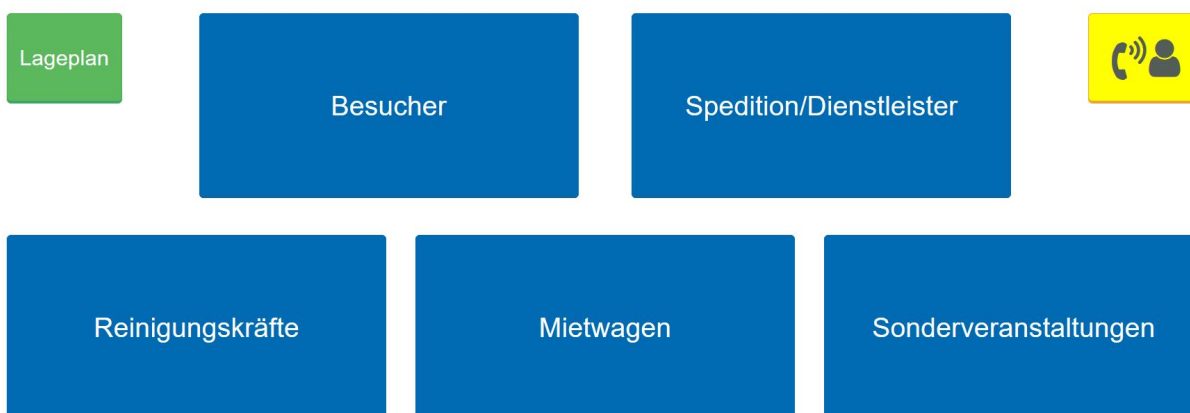 Lageplan
Besucher
Spedition/Dienstleister
Reinigungskräfte
Mietwagen
Sonderveranstaltungen